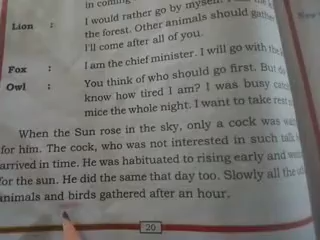 in coming
Lion : I would rather go by myself.
the forest. Other animals should gather
I'll come after all of you.
Fox : I am the chief minister. I will go with the
Owl : You think of who should go first. But do
know how tired I am? I was busy
mice the whole night. I want to take rest
When the Sun rose in the sky, only a cock was
for him. The cock, who was not interested in such talk
arrived in time. He was habituated to rising early and
for the sun. He did the same that day too. Slowly all the
animals and birds gathered after an hour.
20